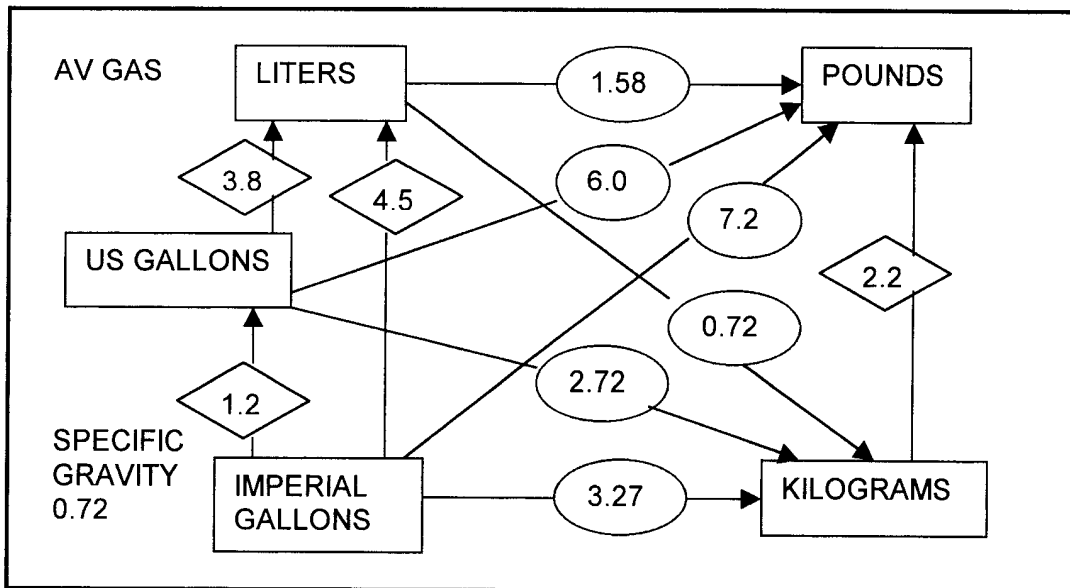 AV GAS
LITERS
1.58
POUNDS
3.8
4.5
6.0
7.2
US GALLONS
2.2
0.72
2.72
1.2
SPECIFIC
GRAVITY
0.72
IMPERIAL
GALLONS
3.27
KILOGRAMS